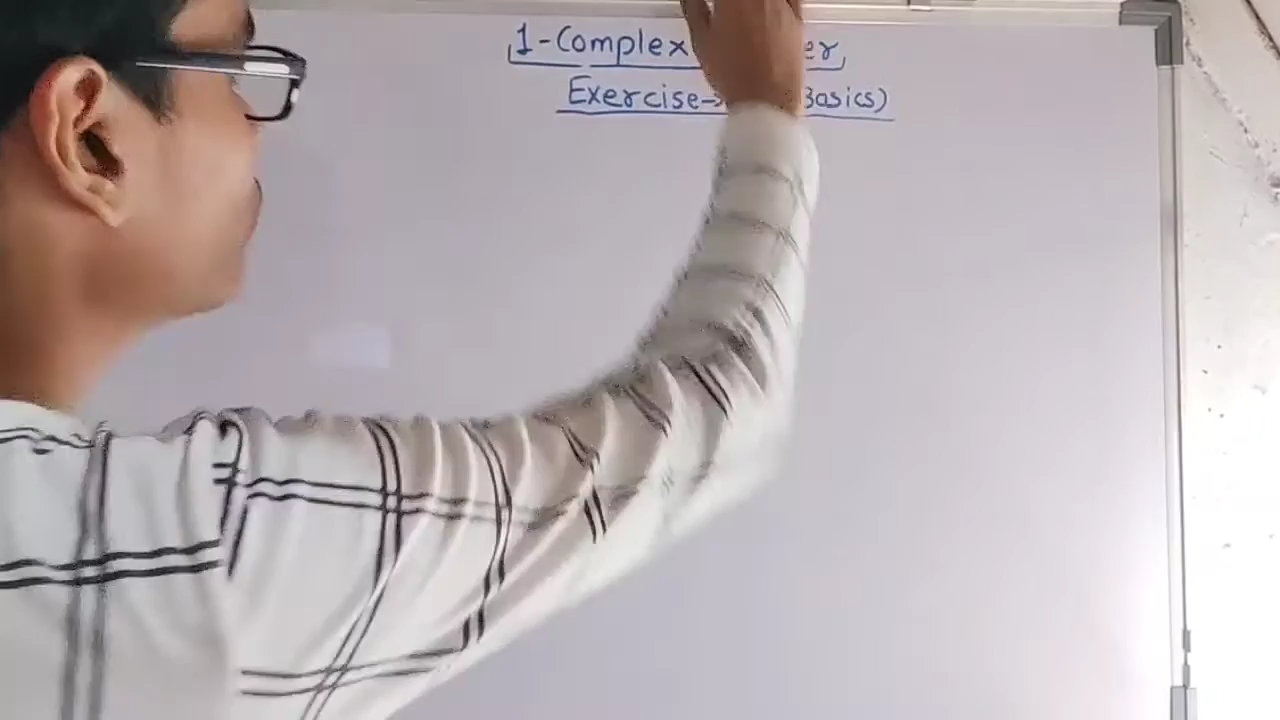 1-Complex er
Exercise→ Basics)